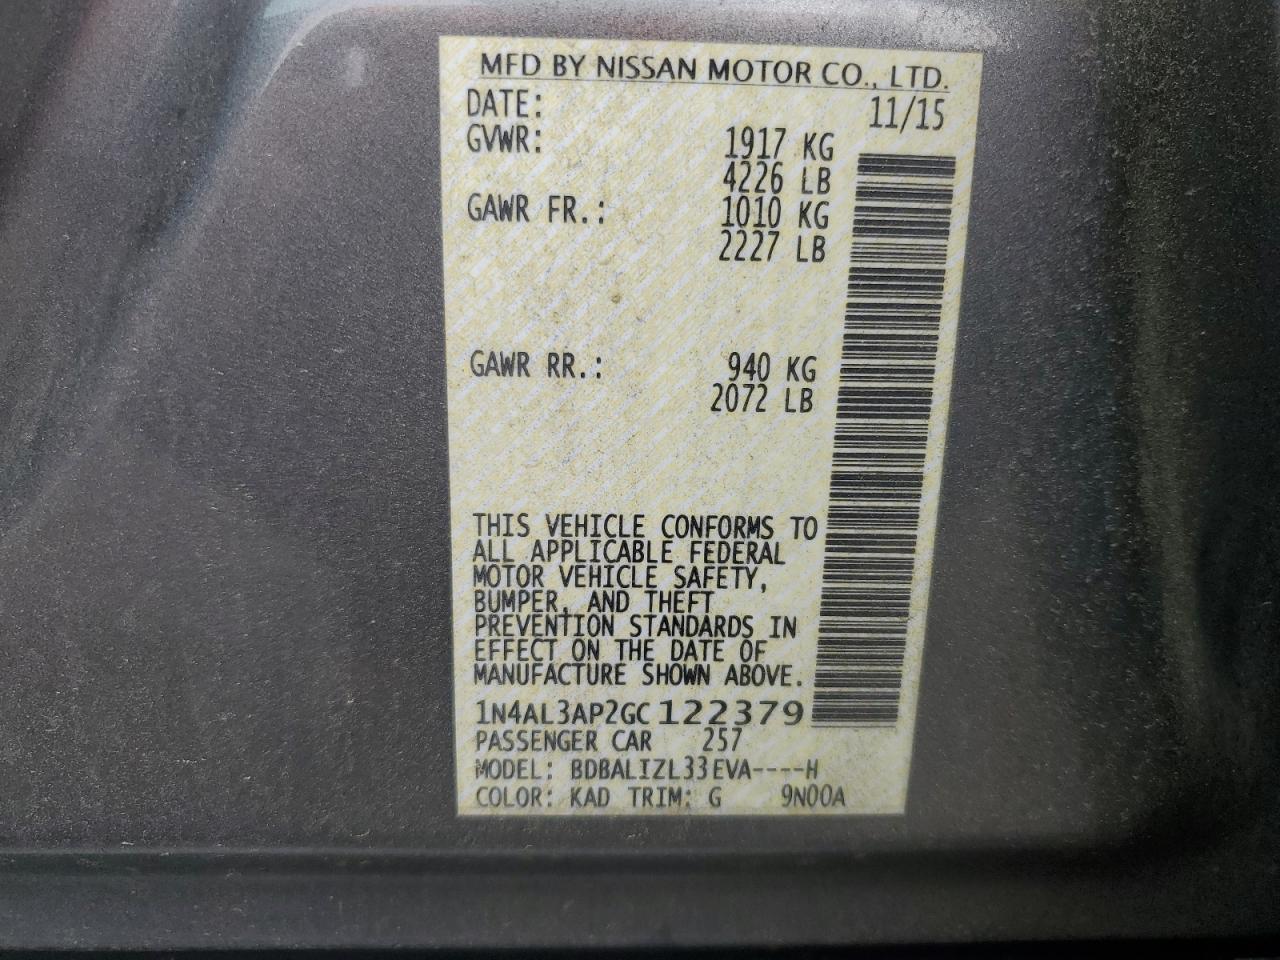 MFD BY NISSAN MOTOR CO., LTD.
DATE: 11/15
GVWR: 1917 KG
4226 LB
GAWR FR.: 1010 KG
2227 LB
GAWR RR.: 940 KG
2072 LB
THIS VEHICLE CONFORMS TO
ALL APPLICABLE FEDERAL
MOTOR VEHICLE SAFETY,
BUMPER, AND THEFT
PREVENTION STANDARDS IN
EFFECT ON THE DATE OF
MANUFACTURE SHOWN ABOVE.
1N4AL3AP2GC122379
PASSENGER CAR 257
MODEL: BDBALIZL33EVA----H
COLOR: KAD TRIM: G 9N00A